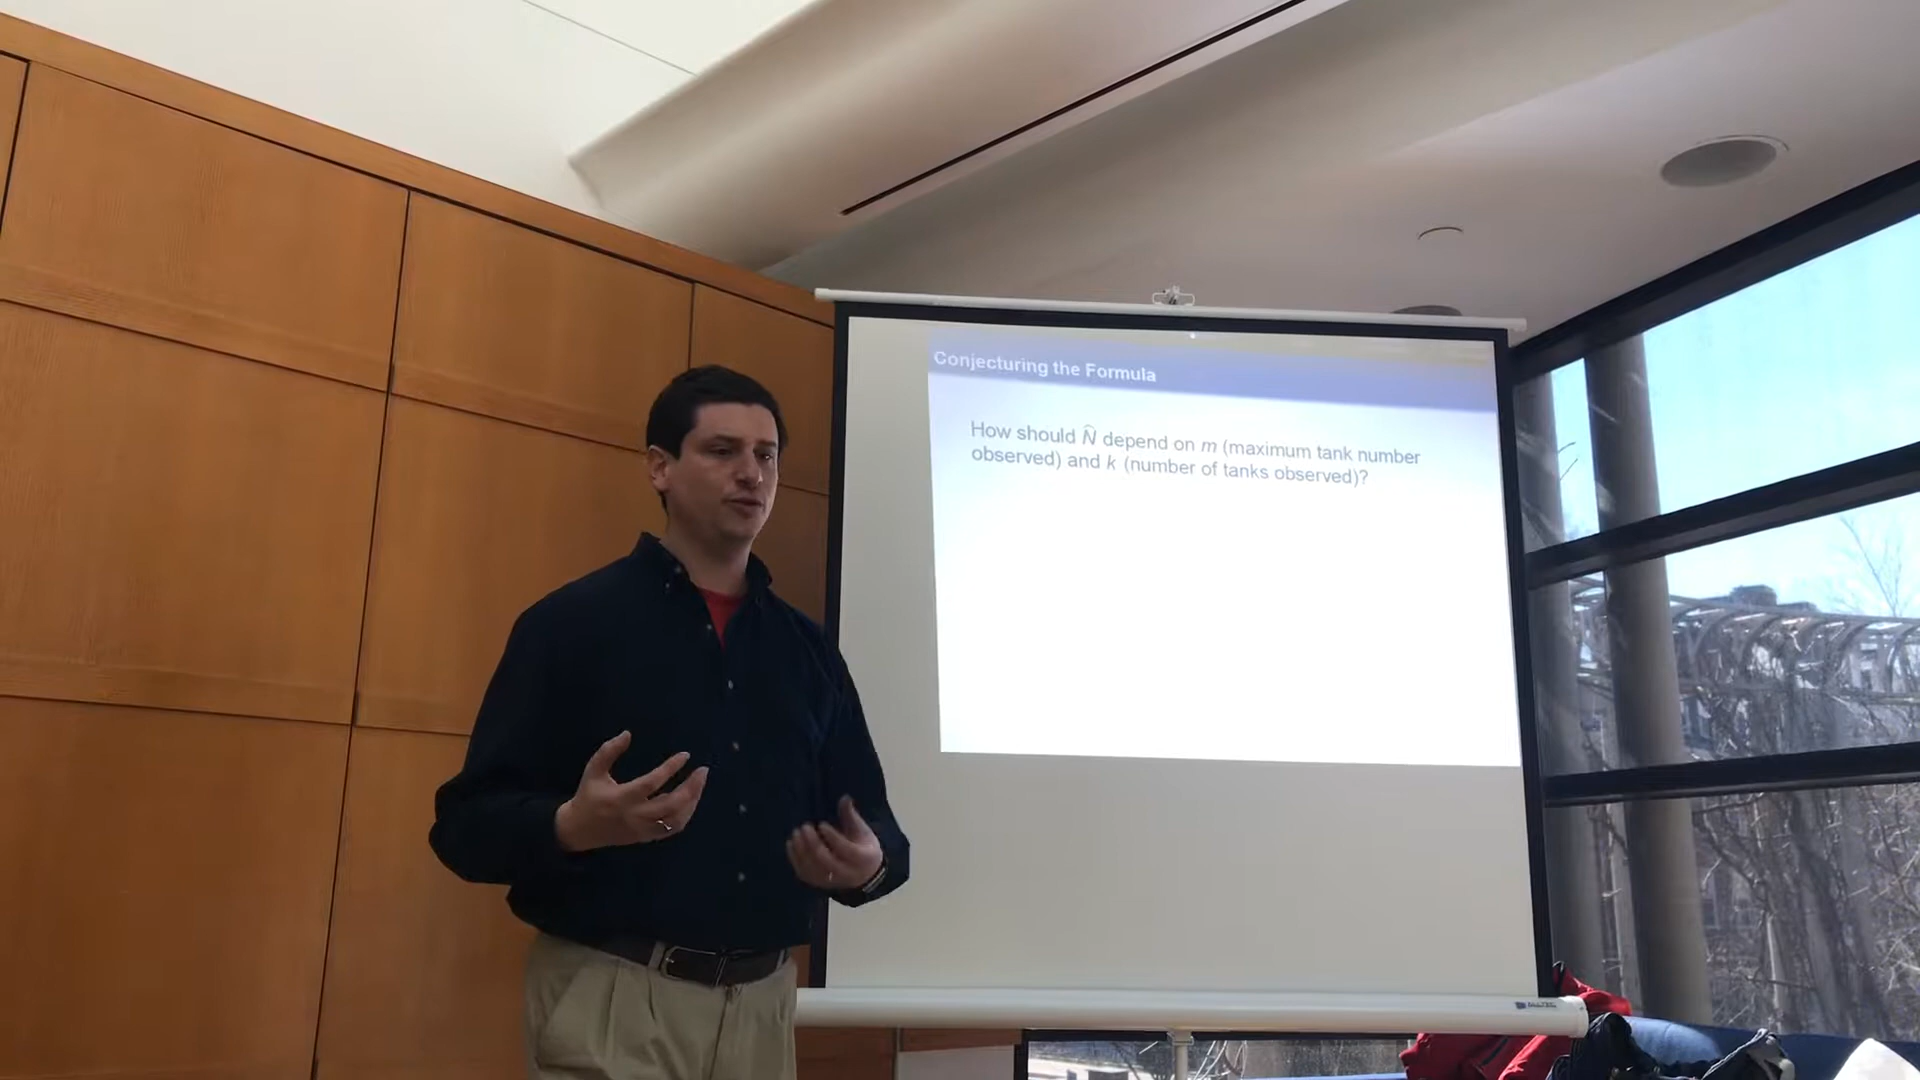 Conjecturing the Formula
How should N̂ depend on m (maximum tank number
observed) and k (number of tanks observed)?